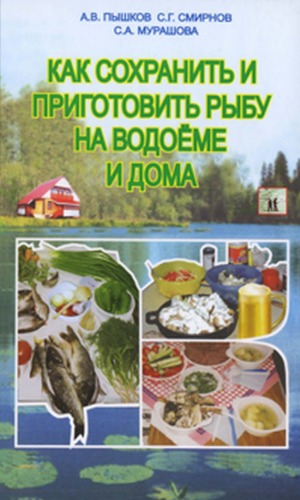 А.В. ПЫШКОВ С.Г. СМИРНОВ
С.А. МУРАШОВА
КАК СОХРАНИТЬ И
ПРИГОТОВИТЬ РЫБУ
НА ВОДОЁМЕ
И ДОМА